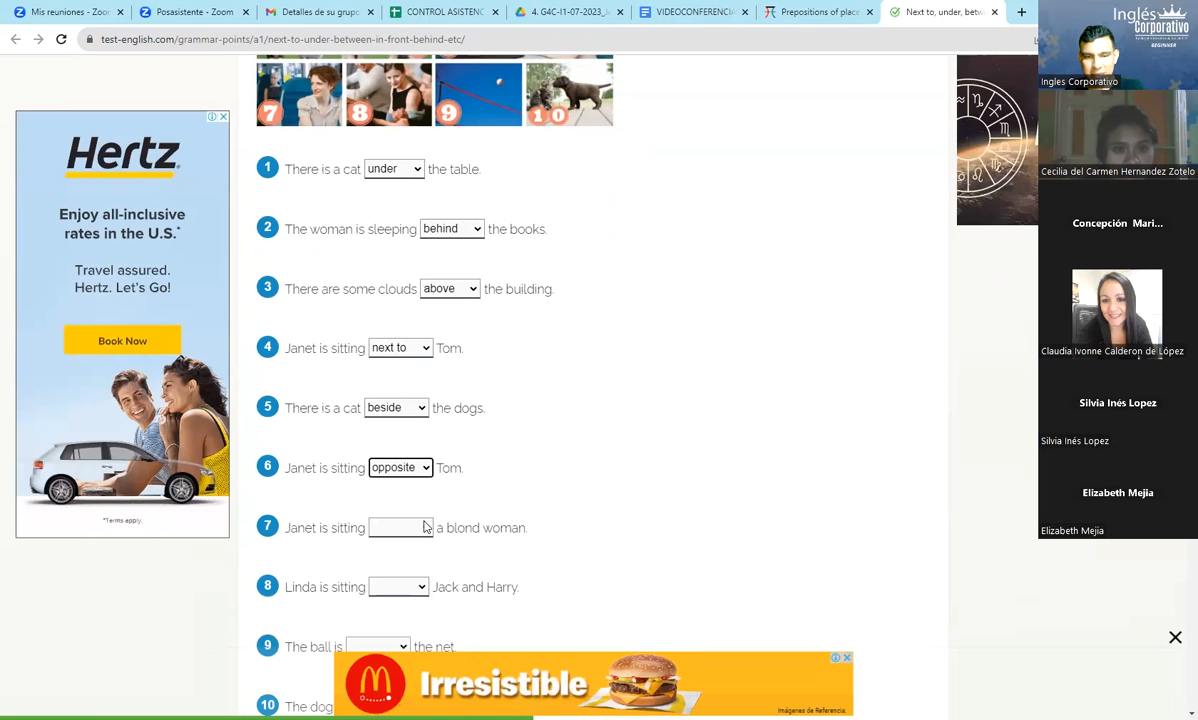 Mis reuniones - Zoom
Posasistente - Zoom
Detalles de su grupo
CONTROL ASISTENC
4. G4C-I1-07-2023_I
VIDEOCONFERENCIA
Prepositions of place
Next to, under, betw
test-english.com/grammar-points/a1/next-to-under-between-in-front-behind-etc/
Inglés
Corporativo
BEGINNER
Ingles Corporativo
Cecilia del Carmen Hernandez Zotelo
Concepción Mari...
Claudia Ivonne Calderon de López
Silvia Inés Lopez
Silvia Inés Lopez
Elizabeth Mejia
Elizabeth Mejia
Hertz
Enjoy all-inclusive
rates in the U.S.*
Travel assured.
Hertz. Let's Go!
Book Now
*Terms apply.
7 8 9 10
1 There is a cat under the table.
2 The woman is sleeping behind the books.
3 There are some clouds above the building.
4 Janet is sitting next to Tom.
5 There is a cat beside the dogs.
6 Janet is sitting opposite Tom.
7 Janet is sitting a blond woman.
8 Linda is sitting Jack and Harry.
9 The ball is the net.
10 The dog
Irresistible
Imágenes de Referencia.